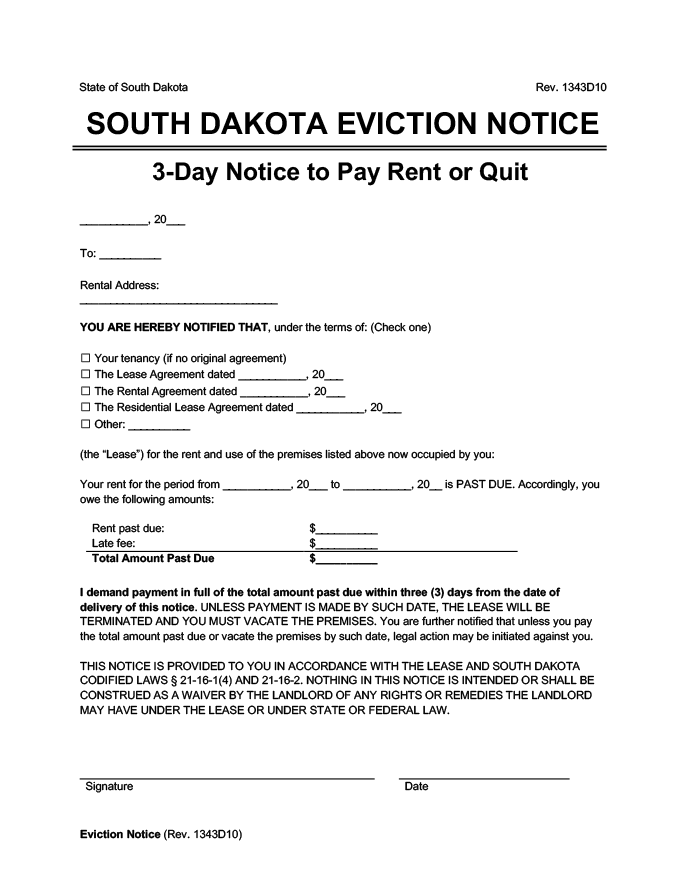 State of South Dakota Rev. 1343D10
SOUTH DAKOTA EVICTION NOTICE
3-Day Notice to Pay Rent or Quit
___________, 20___
To: __________
Rental Address:
________________________________
YOU ARE HEREBY NOTIFIED THAT, under the terms of: (Check one)
☐ Your tenancy (if no original agreement)
☐ The Lease Agreement dated ___________, 20___
☐ The Rental Agreement dated ___________, 20___
☐ The Residential Lease Agreement dated ___________, 20___
☐ Other: __________
(the “Lease”) for the rent and use of the premises listed above now occupied by you:
Your rent for the period from ___________, 20___ to ___________, 20__ is PAST DUE. Accordingly, you
owe the following amounts:
Rent past due: $__________
Late fee: $__________
Total Amount Past Due $__________
I demand payment in full of the total amount past due within three (3) days from the date of
delivery of this notice. UNLESS PAYMENT IS MADE BY SUCH DATE, THE LEASE WILL BE
TERMINATED AND YOU MUST VACATE THE PREMISES. You are further notified that unless you pay
the total amount past due or vacate the premises by such date, legal action may be initiated against you.
THIS NOTICE IS PROVIDED TO YOU IN ACCORDANCE WITH THE LEASE AND SOUTH DAKOTA
CODIFIED LAWS § 21-16-1(4) AND 21-16-2. NOTHING IN THIS NOTICE IS INTENDED OR SHALL BE
CONSTRUED AS A WAIVER BY THE LANDLORD OF ANY RIGHTS OR REMEDIES THE LANDLORD
MAY HAVE UNDER THE LEASE OR UNDER STATE OR FEDERAL LAW.
Signature Date
Eviction Notice (Rev. 1343D10)